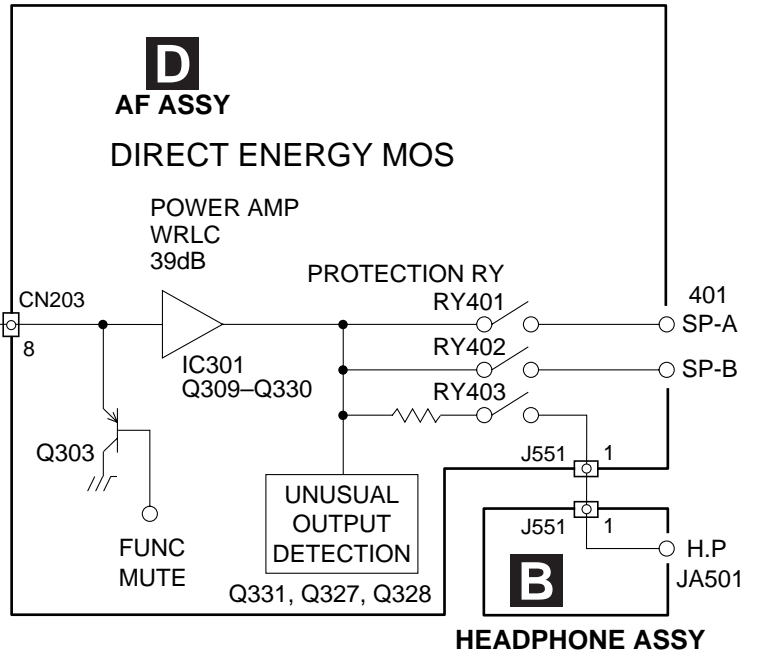 D
AF ASSY
DIRECT ENERGY MOS
POWER AMP
WRLC
39dB
PROTECTION RY
CN203
8
IC301
Q309–Q330
RY401
401
SP-A
RY402
SP-B
RY403
Q303
FUNC
MUTE
UNUSUAL
OUTPUT
DETECTION
Q331, Q327, Q328
J551
1
J551
1
B
H.P
JA501
HEADPHONE ASSY